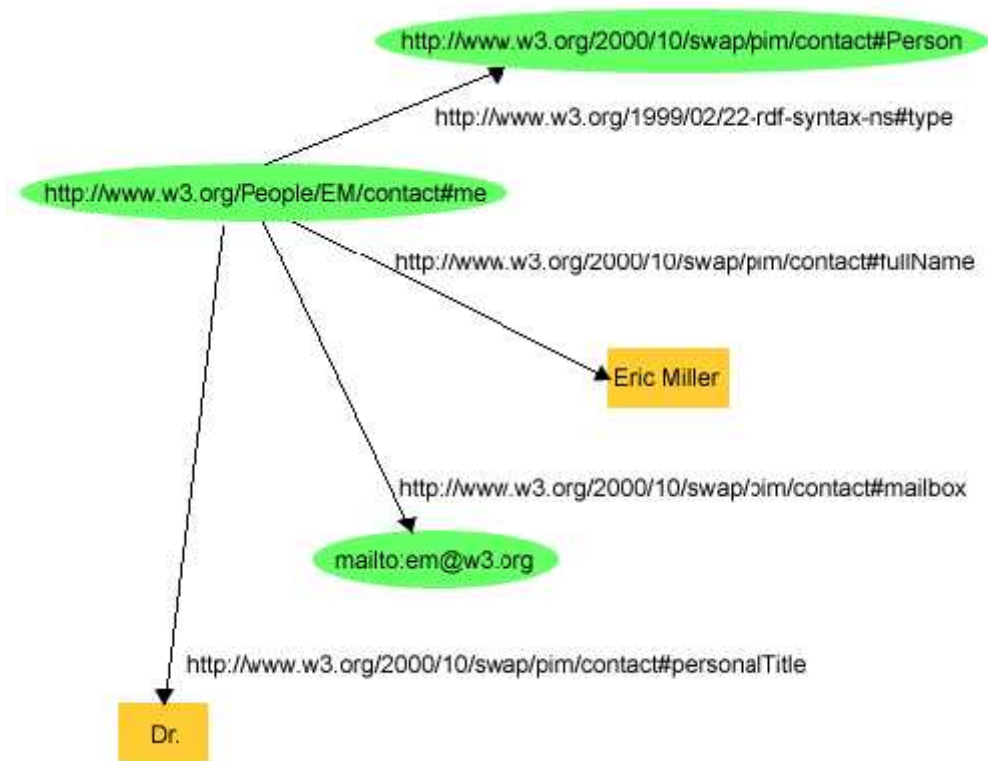 http://www.w3.org/2000/10/swap/pim/contact#Person
http://www.w3.org/1999/02/22-rdf-syntax-ns#type
http://www.w3.org/People/EM/contact#me
http://www.w3.org/2000/10/swap/pim/contact#fullName
Eric Miller
http://www.w3.org/2000/10/swap/pim/contact#mailbox
mailto:em@w3.org
http://www.w3.org/2000/10/swap/pim/contact#personalTitle
Dr.